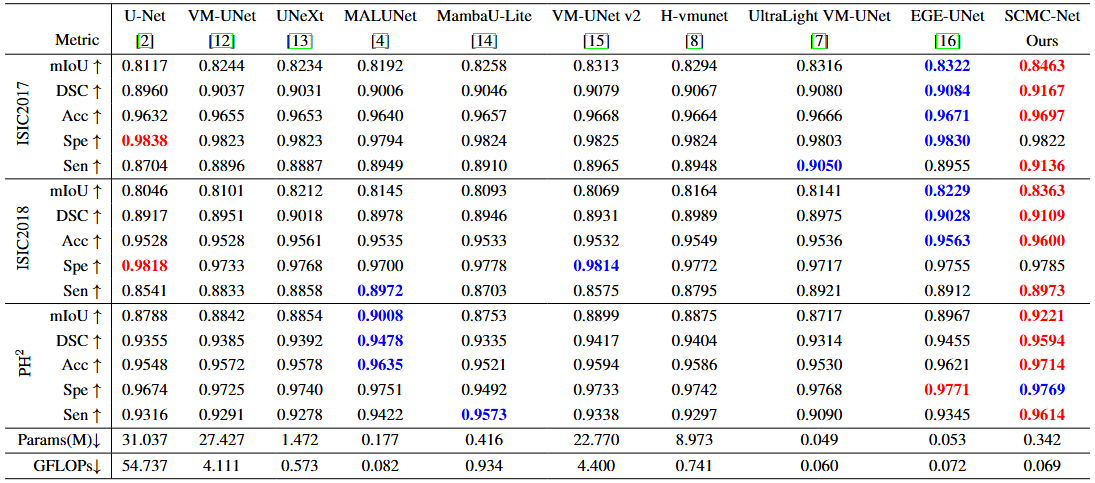 U-Net VM-UNet UNeXt MALUNet MambaU-Lite VM-UNet v2 H-vmunet UltraLight VM-UNet EGE-UNet SCMC-Net
Metric [2] [12] [13] [4] [14] [15] [8] [7] [16] Ours
ISIC2017
mIoU ↑ 0.8117 0.8244 0.8234 0.8192 0.8258 0.8313 0.8294 0.8316 0.8322 0.8463
DSC ↑ 0.8960 0.9037 0.9031 0.9006 0.9046 0.9079 0.9067 0.9080 0.9084 0.9167
Acc ↑ 0.9632 0.9655 0.9653 0.9640 0.9657 0.9668 0.9664 0.9666 0.9671 0.9697
Spe ↑ 0.9838 0.9823 0.9823 0.9794 0.9824 0.9825 0.9824 0.9803 0.9830 0.9822
Sen ↑ 0.8704 0.8896 0.8887 0.8949 0.8910 0.8965 0.8948 0.9050 0.8955 0.9136
ISIC2018
mIoU ↑ 0.8046 0.8101 0.8212 0.8145 0.8093 0.8069 0.8164 0.8141 0.8229 0.8363
DSC ↑ 0.8917 0.8951 0.9018 0.8978 0.8946 0.8931 0.8989 0.8975 0.9028 0.9109
Acc ↑ 0.9528 0.9528 0.9561 0.9535 0.9533 0.9532 0.9549 0.9536 0.9563 0.9600
Spe ↑ 0.9818 0.9733 0.9768 0.9700 0.9778 0.9814 0.9772 0.9717 0.9755 0.9785
Sen ↑ 0.8541 0.8833 0.8858 0.8972 0.8703 0.8575 0.8795 0.8921 0.8912 0.8973
PH²
mIoU ↑ 0.8788 0.8842 0.8854 0.9008 0.8753 0.8899 0.8875 0.8717 0.8967 0.9221
DSC ↑ 0.9355 0.9385 0.9392 0.9478 0.9335 0.9417 0.9404 0.9314 0.9455 0.9594
Acc ↑ 0.9548 0.9572 0.9578 0.9635 0.9521 0.9594 0.9586 0.9530 0.9621 0.9714
Spe ↑ 0.9674 0.9725 0.9740 0.9751 0.9492 0.9733 0.9742 0.9768 0.9771 0.9769
Sen ↑ 0.9316 0.9291 0.9278 0.9422 0.9573 0.9338 0.9297 0.9090 0.9345 0.9614
Params(M)↓ 31.037 27.427 1.472 0.177 0.416 22.770 8.973 0.049 0.053 0.342
GFLOPs↓ 54.737 4.111 0.573 0.082 0.934 4.400 0.741 0.060 0.072 0.069